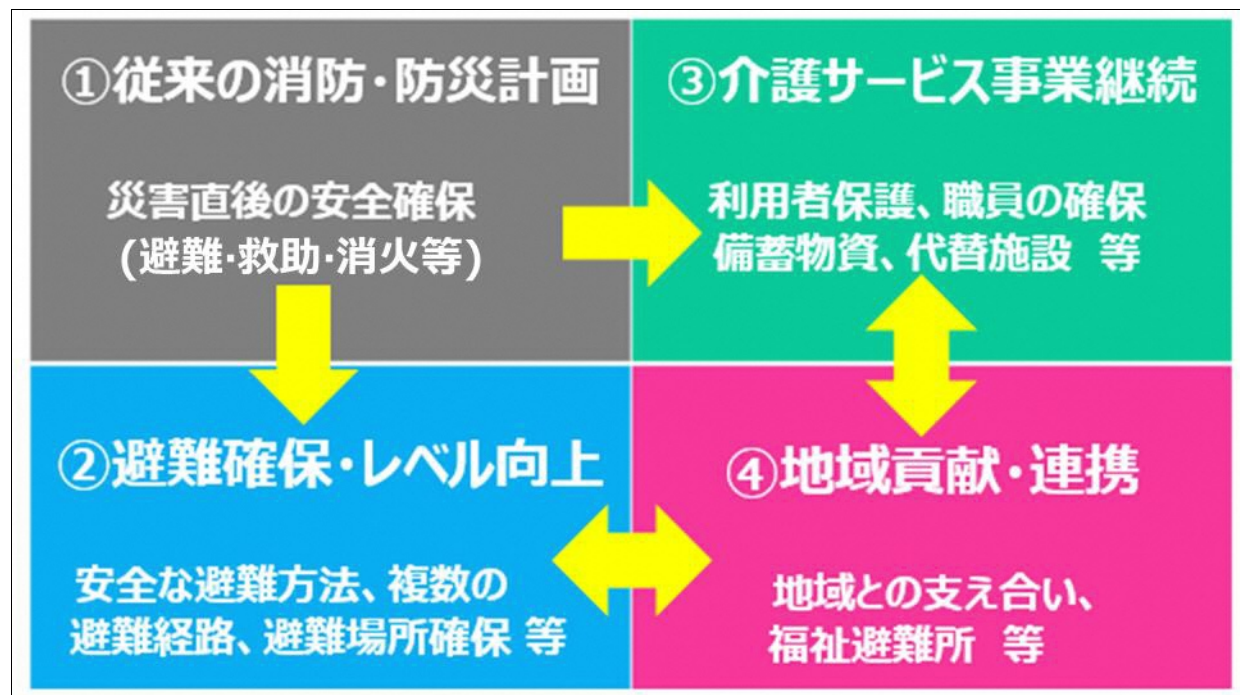 ①従来の消防・防災計画
災害直後の安全確保
(避難・救助・消火等)
②避難確保・レベル向上
安全な避難方法、複数の
避難経路、避難場所確保 等
③介護サービス事業継続
利用者保護、職員の確保
備蓄物資、代替施設 等
④地域貢献・連携
地域との支え合い、
福祉避難所 等